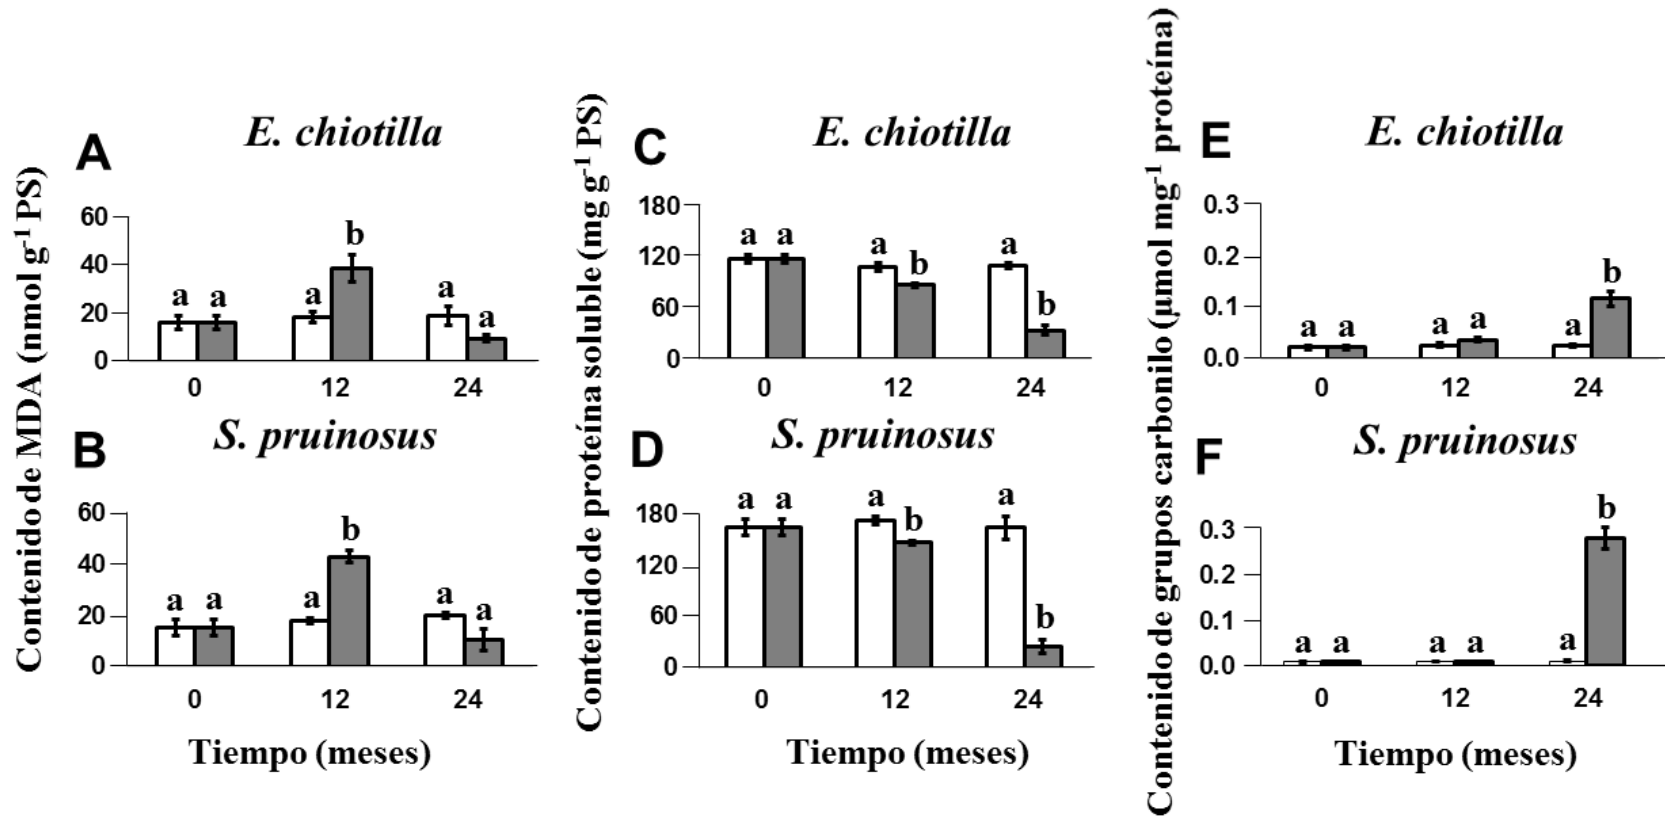 Contenido de MDA (nmol g-1 PS)
A
E. chiotilla
60
40
20
0
a a
a b
a a
0 12 24
B
S. pruinosus
60
40
20
0
a a
a b
a a
0 12 24
Tiempo (meses)
Contenido de proteína soluble (mg g-1 PS)
C
E. chiotilla
180
120
60
0
a a
a b
a b
0 12 24
D
S. pruinosus
180
120
60
0
a a
a b
a b
0 12 24
Tiempo (meses)
Contenido de grupos carbonilo (µmol mg-1 proteína)
E
E. chiotilla
0.3
0.2
0.1
0.0
a a
a a
a b
0 12 24
F
S. pruinosus
0.3
0.2
0.1
0.0
a a
a a
a b
0 12 24
Tiempo (meses)